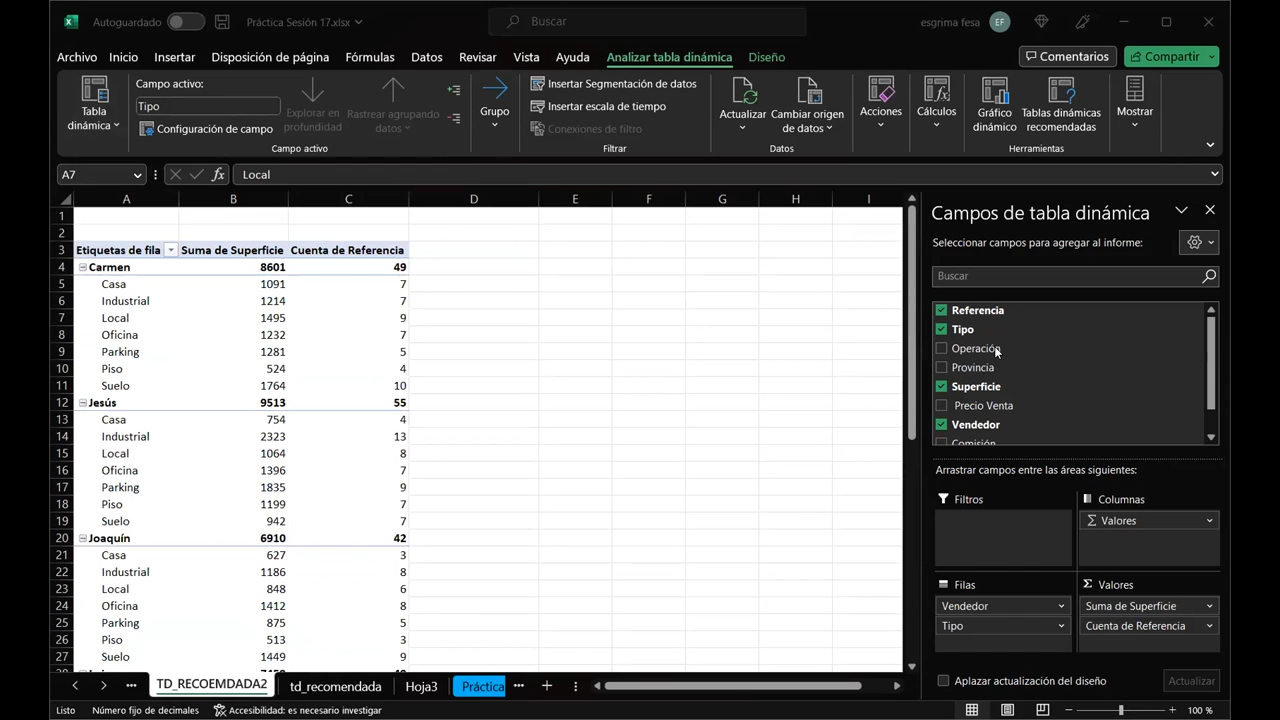 Autoguardado
Práctica Sesión 17.xlsx
Buscar
esgrima fesa EF
Archivo Inicio Insertar Disposición de página Fórmulas Datos Revisar Vista Ayuda Analizar tabla dinámica Diseño Comentarios Compartir
Tabla dinámica
Campo activo:
Tipo
Configuración de campo
Explorar en profundidad
Rastrear agrupando datos
Campo activo
Grupo
Insertar Segmentación de datos
Insertar escala de tiempo
Conexiones de filtro
Filtrar
Actualizar
Cambiar origen de datos
Datos
Acciones
Cálculos
Gráfico dinámico
Tablas dinámicas recomendadas
Herramientas
Mostrar
A7 fx Local
A B C D E F G H I
1
2
3 Etiquetas de fila Suma de Superficie Cuenta de Referencia
4 Carmen 8601 49
5 Casa 1091 7
6 Industrial 1214 7
7 Local 1495 9
8 Oficina 1232 7
9 Parking 1281 5
10 Piso 524 4
11 Suelo 1764 10
12 Jesús 9513 55
13 Casa 754 4
14 Industrial 2323 13
15 Local 1064 8
16 Oficina 1396 7
17 Parking 1835 9
18 Piso 1199 7
19 Suelo 942 7
20 Joaquín 6910 42
21 Casa 627 3
22 Industrial 1186 8
23 Local 848 6
24 Oficina 1412 8
25 Parking 875 5
26 Piso 513 3
27 Suelo 1449 9
Campos de tabla dinámica
Seleccionar campos para agregar al informe:
Buscar
Referencia
Tipo
Operación
Provincia
Superficie
Precio Venta
Vendedor
Comisión
Arrastrar campos entre las áreas siguientes:
Filtros
Columnas
Σ Valores
Filas
Vendedor
Tipo
Σ Valores
Suma de Superficie
Cuenta de Referencia
Aplazar actualización del diseño
Actualizar
TD_RECOEMDADA2 td_recomendada Hoja3 Práctica
Listo Número fijo de decimales Accesibilidad: es necesario investigar
100 %